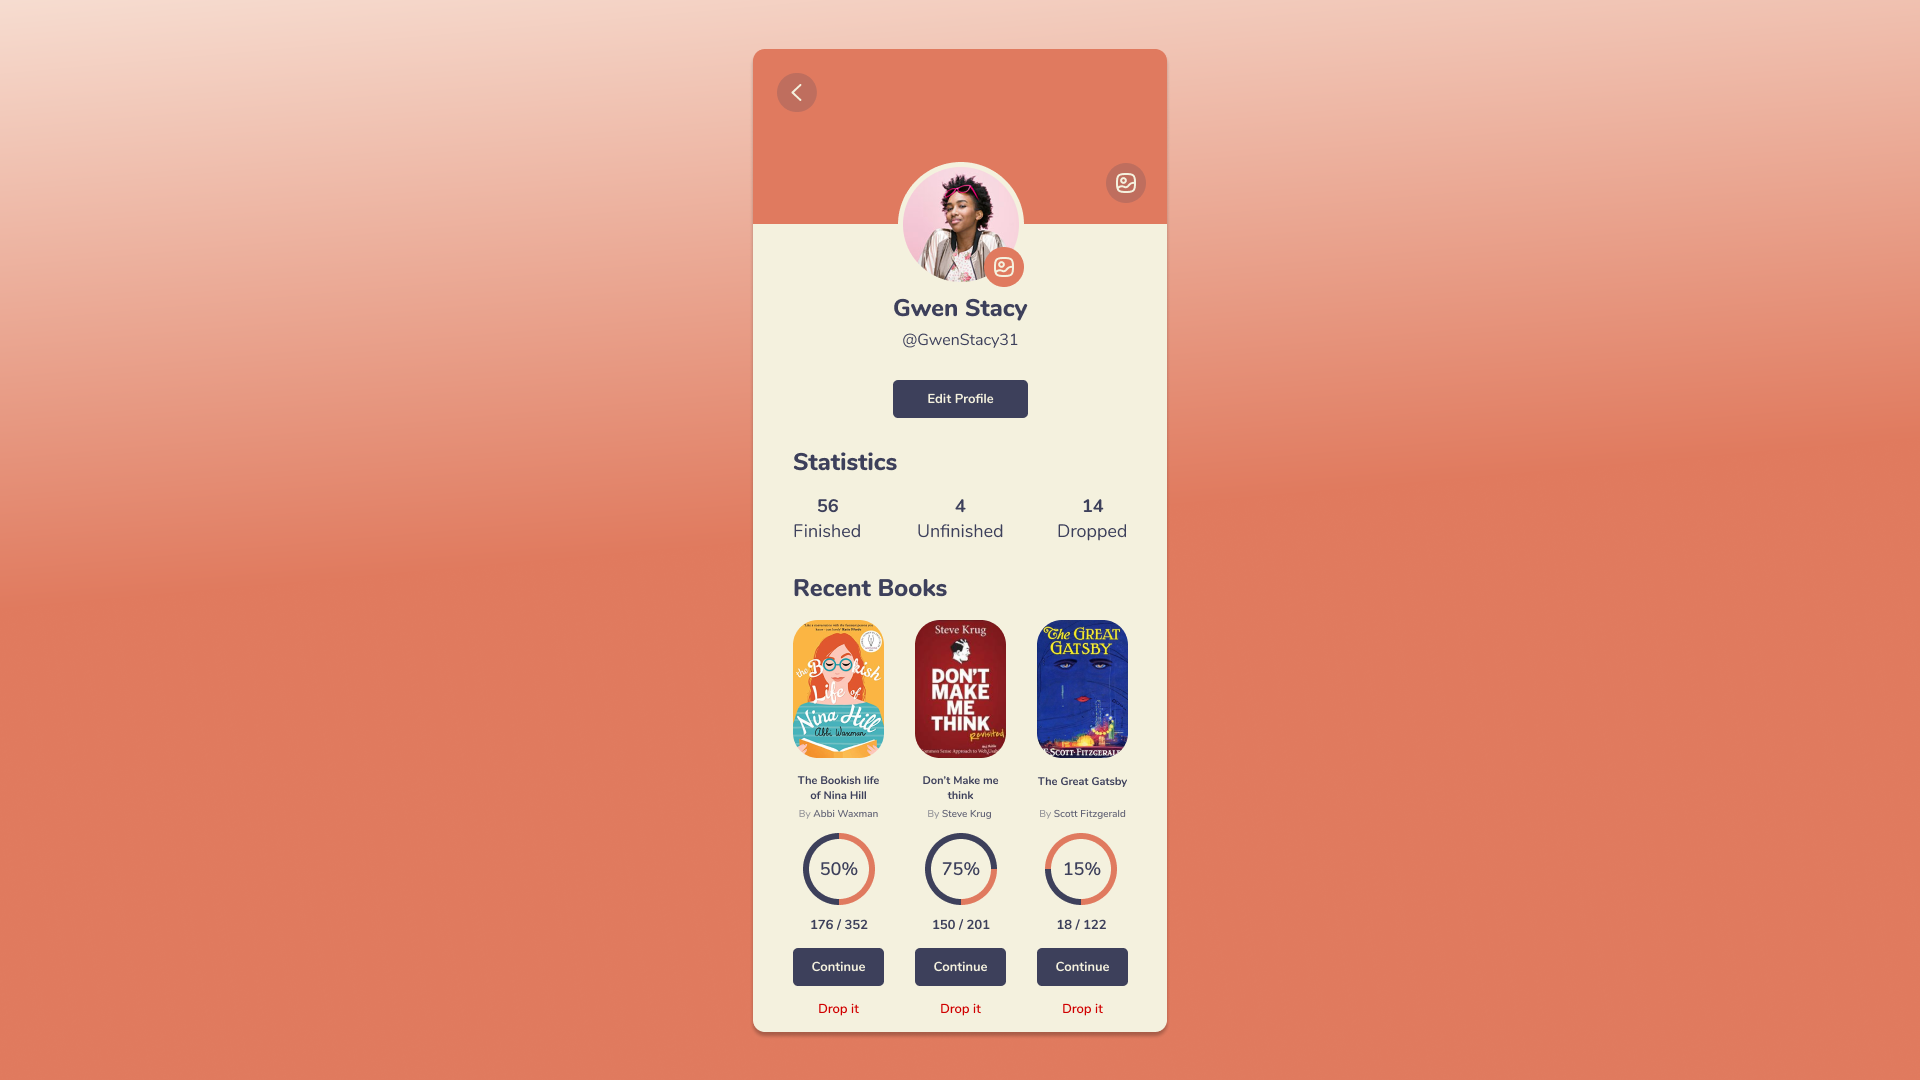 Gwen Stacy
@GwenStacy31
Edit Profile
Statistics
56 4 14
Finished Unfinished Dropped
Recent Books
the Bookish
Life of
Nina Hill
Abbi Waxman
Steve Krug
DON'T
MAKE
ME
THINK
Revisited
The GREAT
GATSBY
SCOTT·FITZGERALD
The Bookish life
of Nina Hill
By Abbi Waxman
Don't Make me
think
By Steve Krug
The Great Gatsby
By Scott Fitzgerald
50% 75% 15%
176 / 352 150 / 201 18 / 122
Continue Continue Continue
Drop it Drop it Drop it